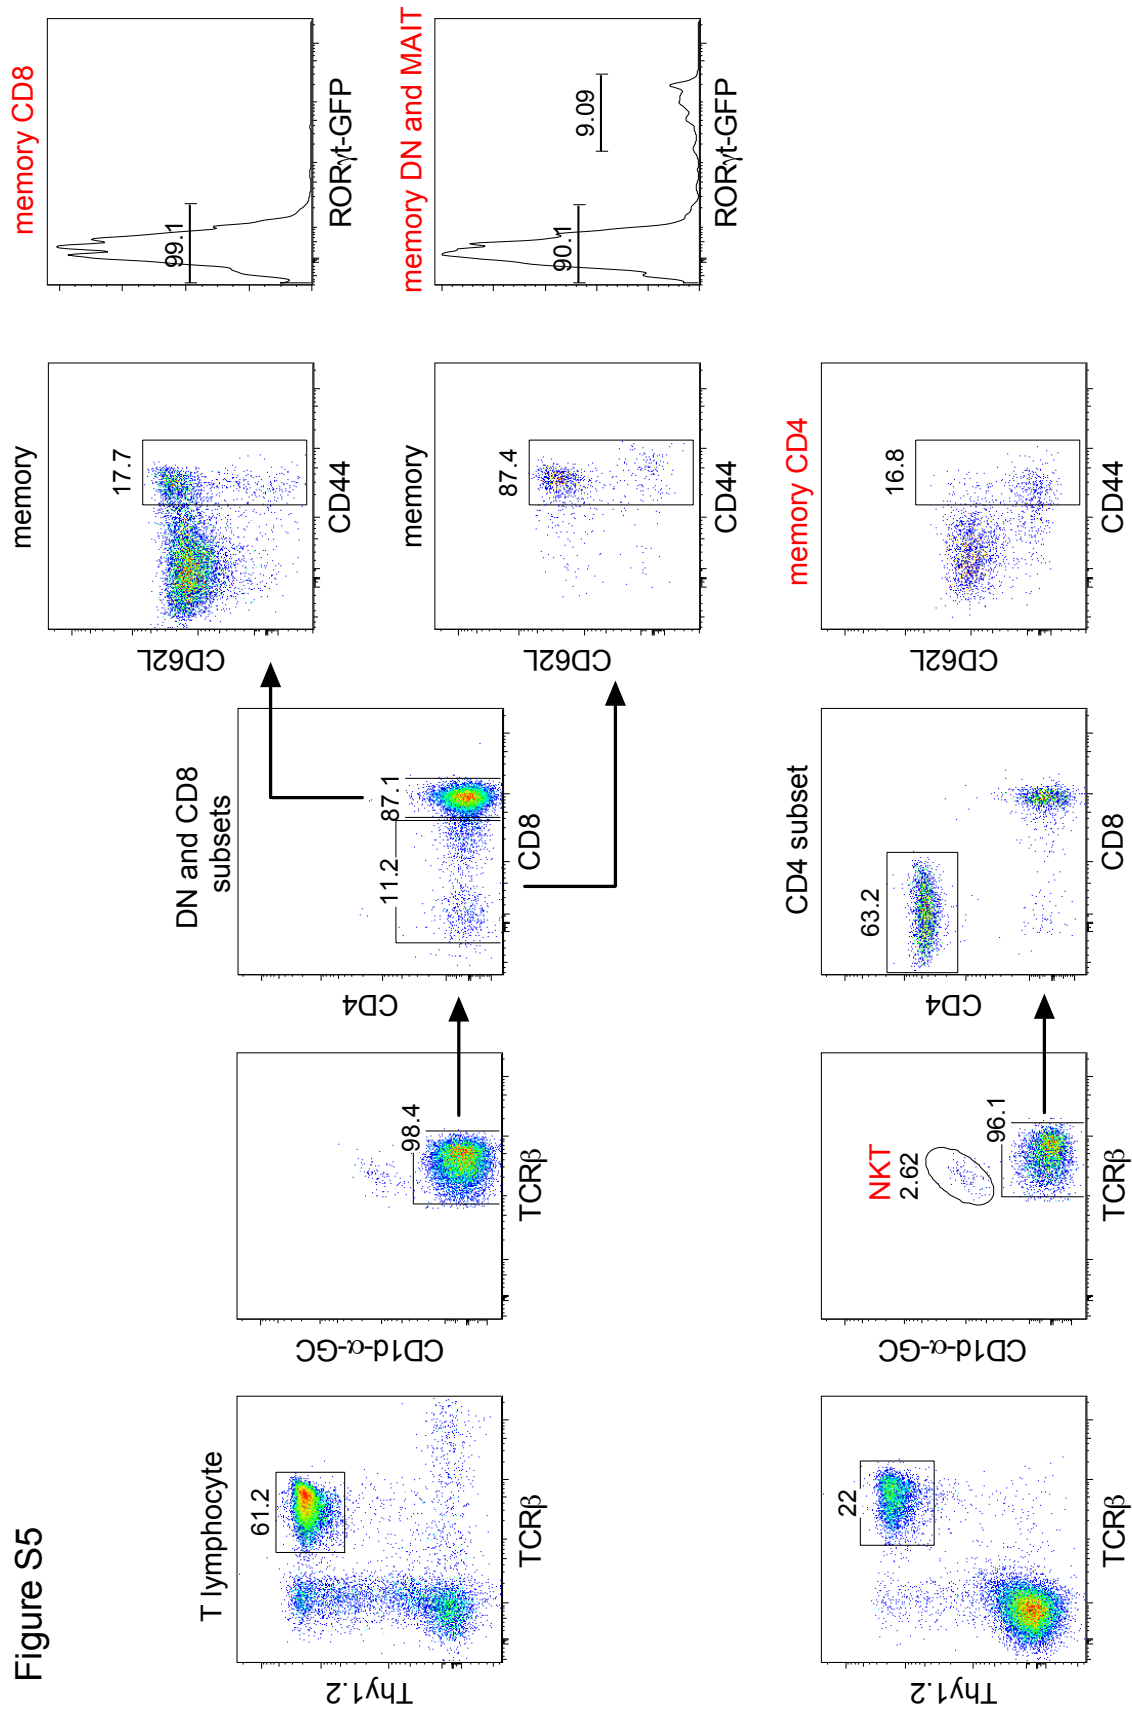 Figure S5
T lymphocyte
61.2
Thy1.2
TCRβ
98.4
CD1d-α-GC
TCRβ
DN and CD8
subsets
11.2
87.1
CD4
CD8
memory
17.7
CD62L
CD44
memory CD8
99.1
RORγt-GFP
memory
87.4
CD62L
CD44
memory DN and MAIT
90.1
9.09
RORγt-GFP
22
Thy1.2
TCRβ
NKT
2.62
96.1
CD1d-α-GC
TCRβ
CD4 subset
63.2
CD4
CD8
memory CD4
16.8
CD62L
CD44